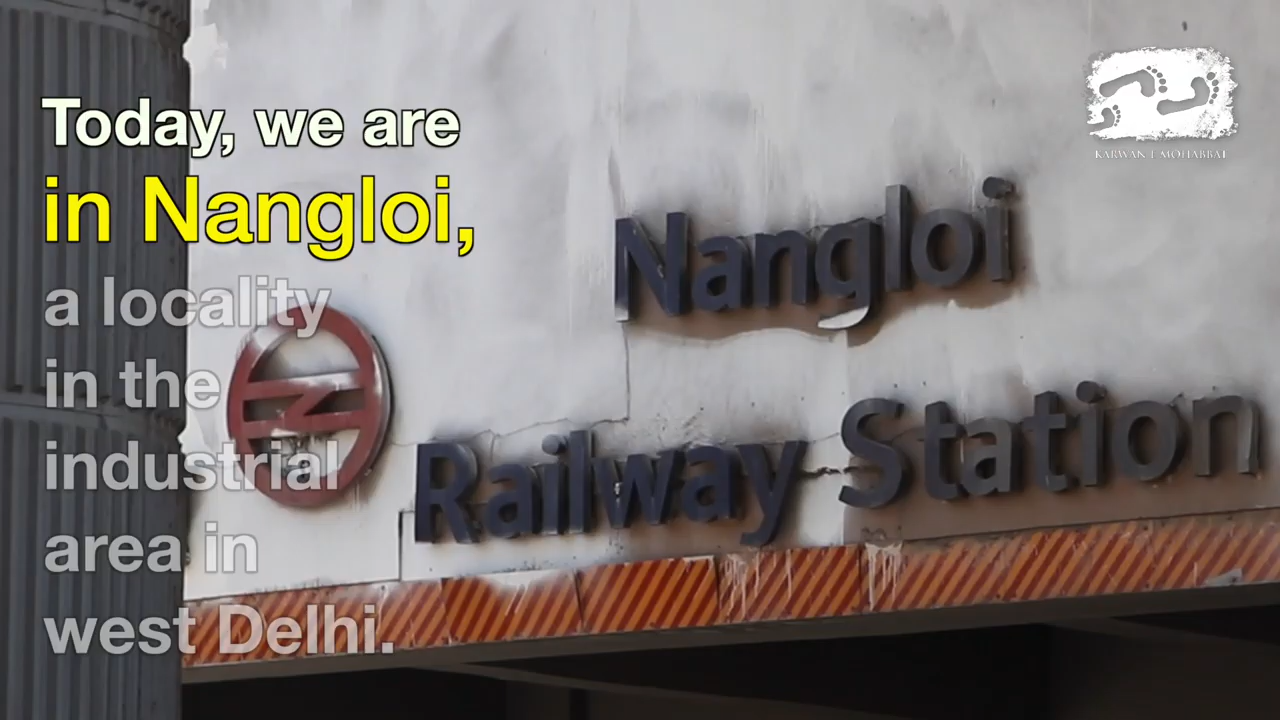 Today, we are
in Nangloi,
a locality
in the
industrial
area in
west Delhi.
Nangloi
Railway Station
KARWAN E MOHABBAT